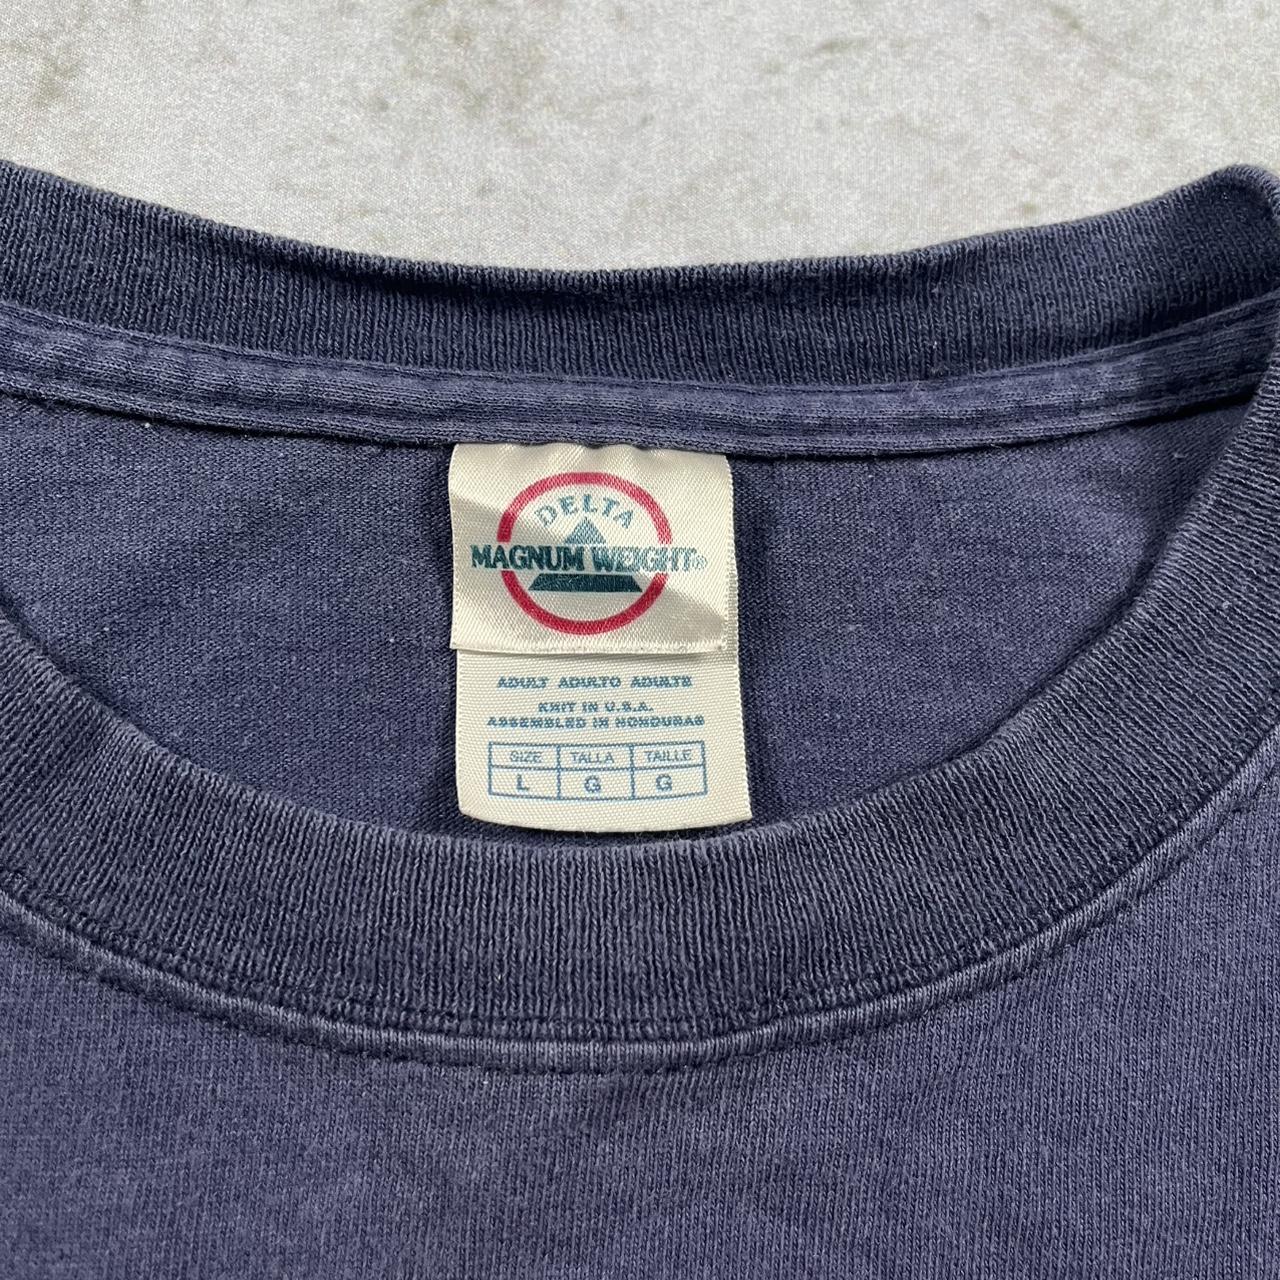 DELTA
MAGNUM WEIGHT®
ADULT ADULTO ADULTE
KNIT IN U.S.A.
ASSEMBLED IN HONDURAS
SIZE TALLA TAILLE
L G G